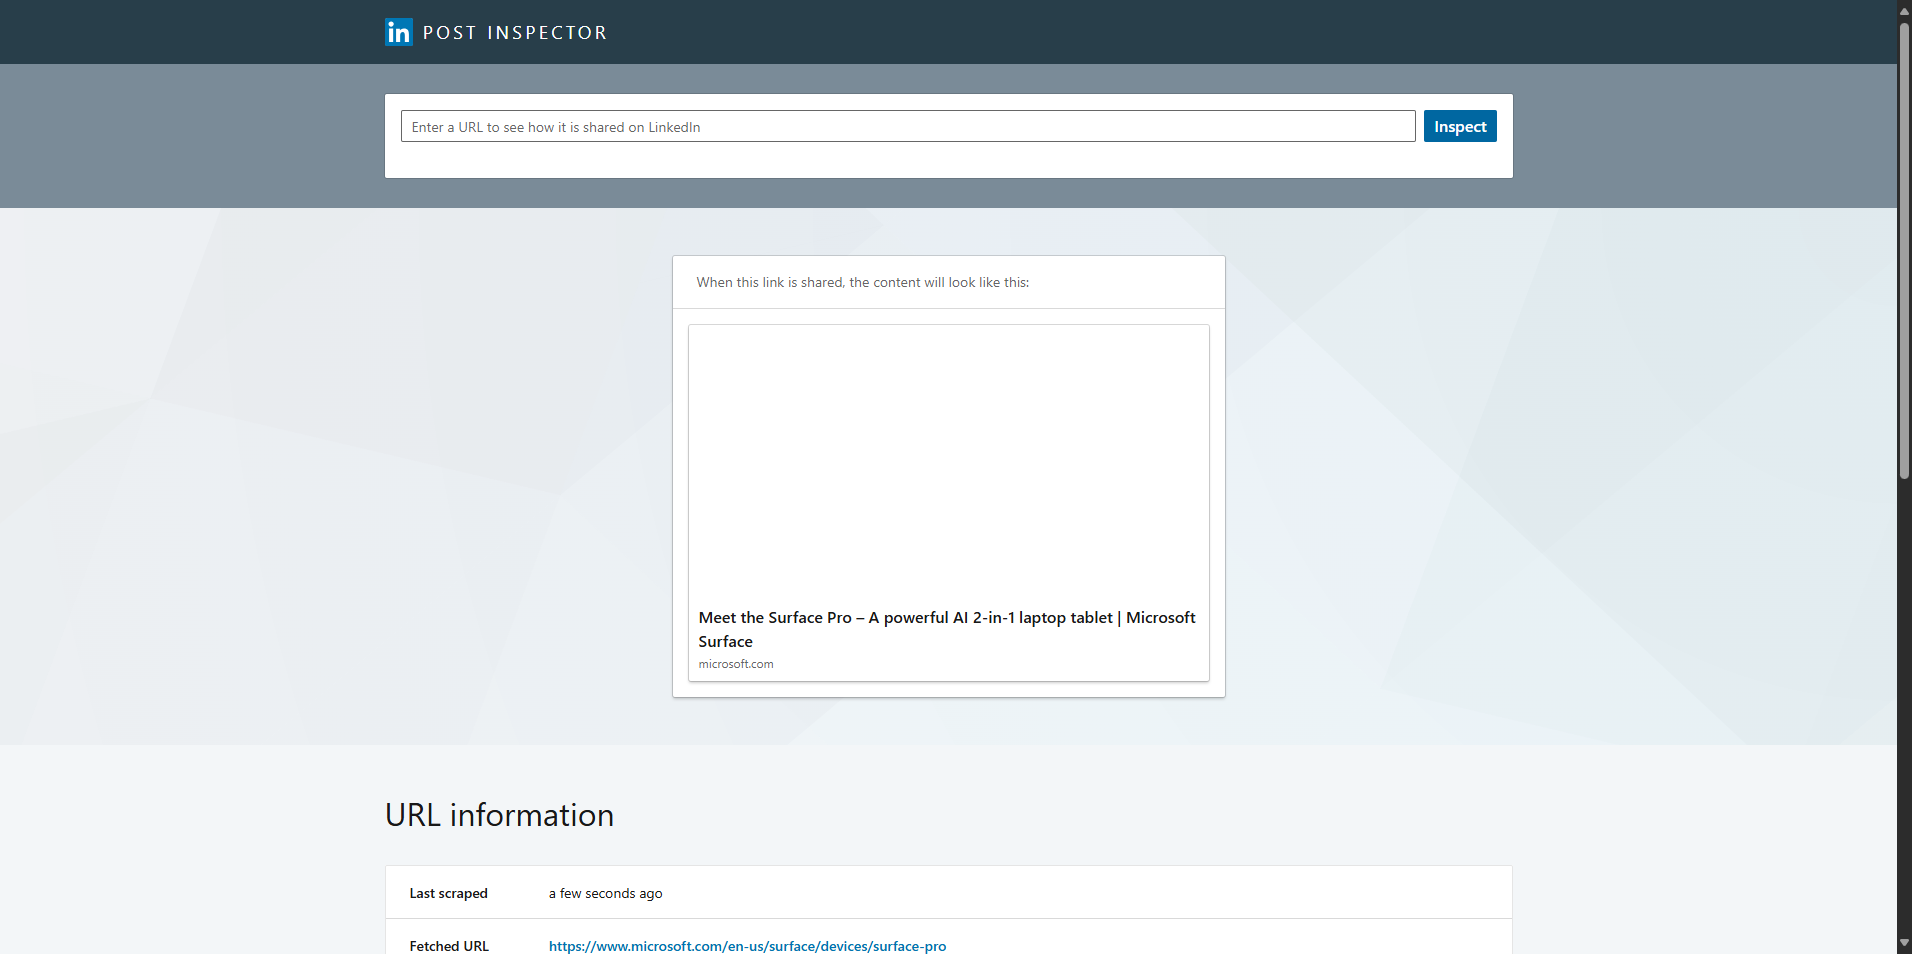 in POST INSPECTOR
Enter a URL to see how it is shared on LinkedIn
Inspect
When this link is shared, the content will look like this:
Meet the Surface Pro – A powerful AI 2-in-1 laptop tablet | Microsoft
Surface
microsoft.com
URL information
Last scraped a few seconds ago
Fetched URL https://www.microsoft.com/en-us/surface/devices/surface-pro